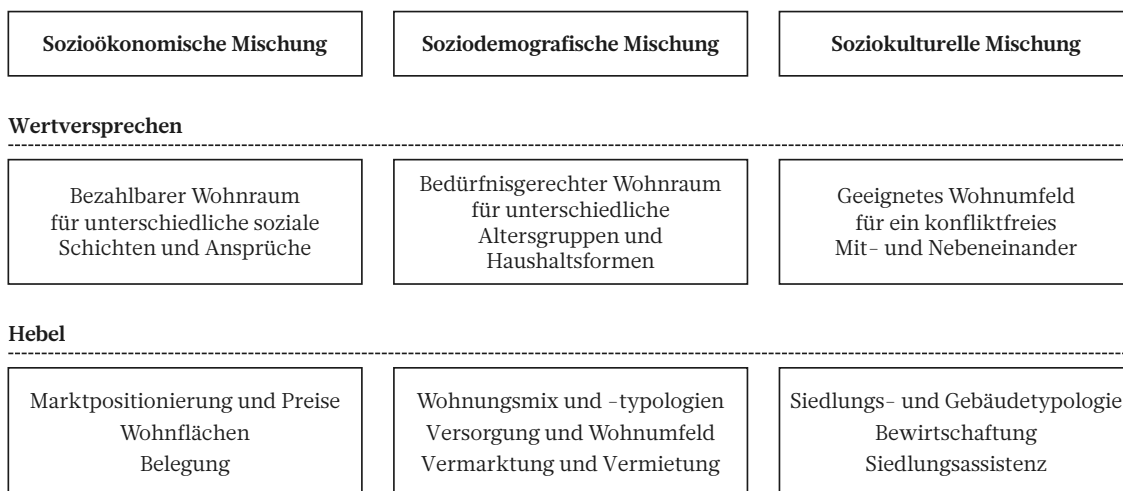 Sozioökonomische Mischung
Soziodemografische Mischung
Soziokulturelle Mischung
Wertversprechen
Bezahlbarer Wohnraum
für unterschiedliche soziale
Schichten und Ansprüche
Bedürfnisgerechter Wohnraum
für unterschiedliche
Altersgruppen und
Haushaltsformen
Geeignetes Wohnumfeld
für ein konfliktfreies
Mit- und Nebeneinander
Hebel
Marktpositionierung und Preise
Wohnflächen
Belegung
Wohnungsmix und -typologien
Versorgung und Wohnumfeld
Vermarktung und Vermietung
Siedlungs- und Gebäudetypologie
Bewirtschaftung
Siedlungsassistenz